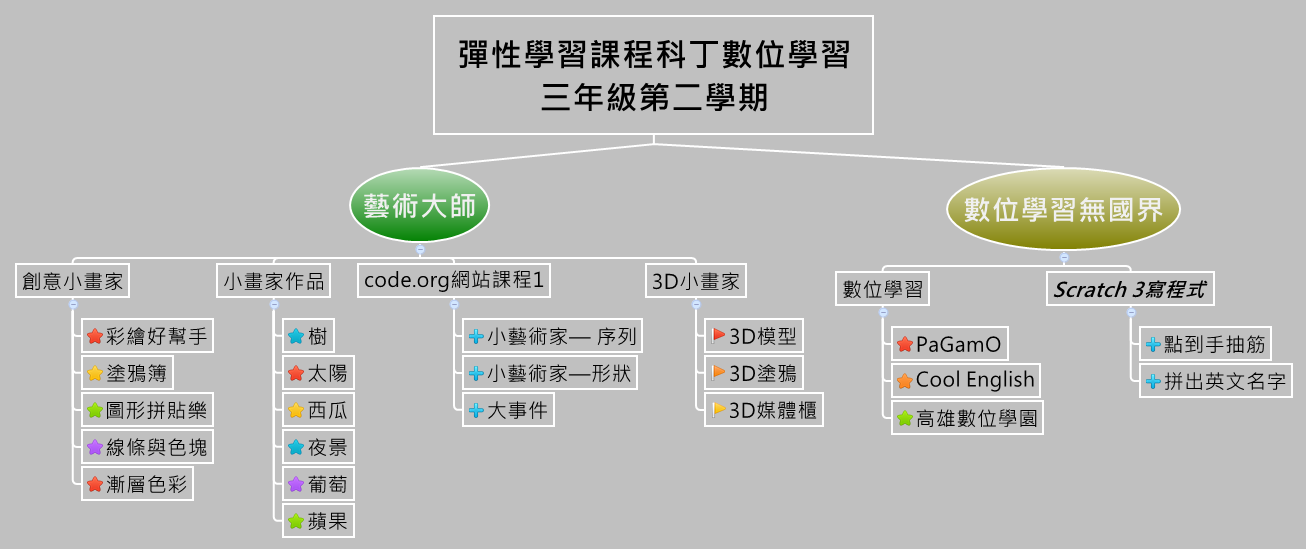 彈性學習課程科丁數位學習
三年級第二學期
藝術大師
數位學習無國界
創意小畫家
彩繪好幫手
塗鴉簿
圖形拼貼樂
線條與色塊
漸層色彩
小畫家作品
樹
太陽
西瓜
夜景
葡萄
蘋果
code.org網站課程1
小藝術家— 序列
小藝術家—形狀
大事件
3D小畫家
3D模型
3D塗鴉
3D媒體櫃
數位學習
PaGamO
Cool English
高雄數位學園
Scratch 3寫程式
點到手抽筋
拼出英文名字